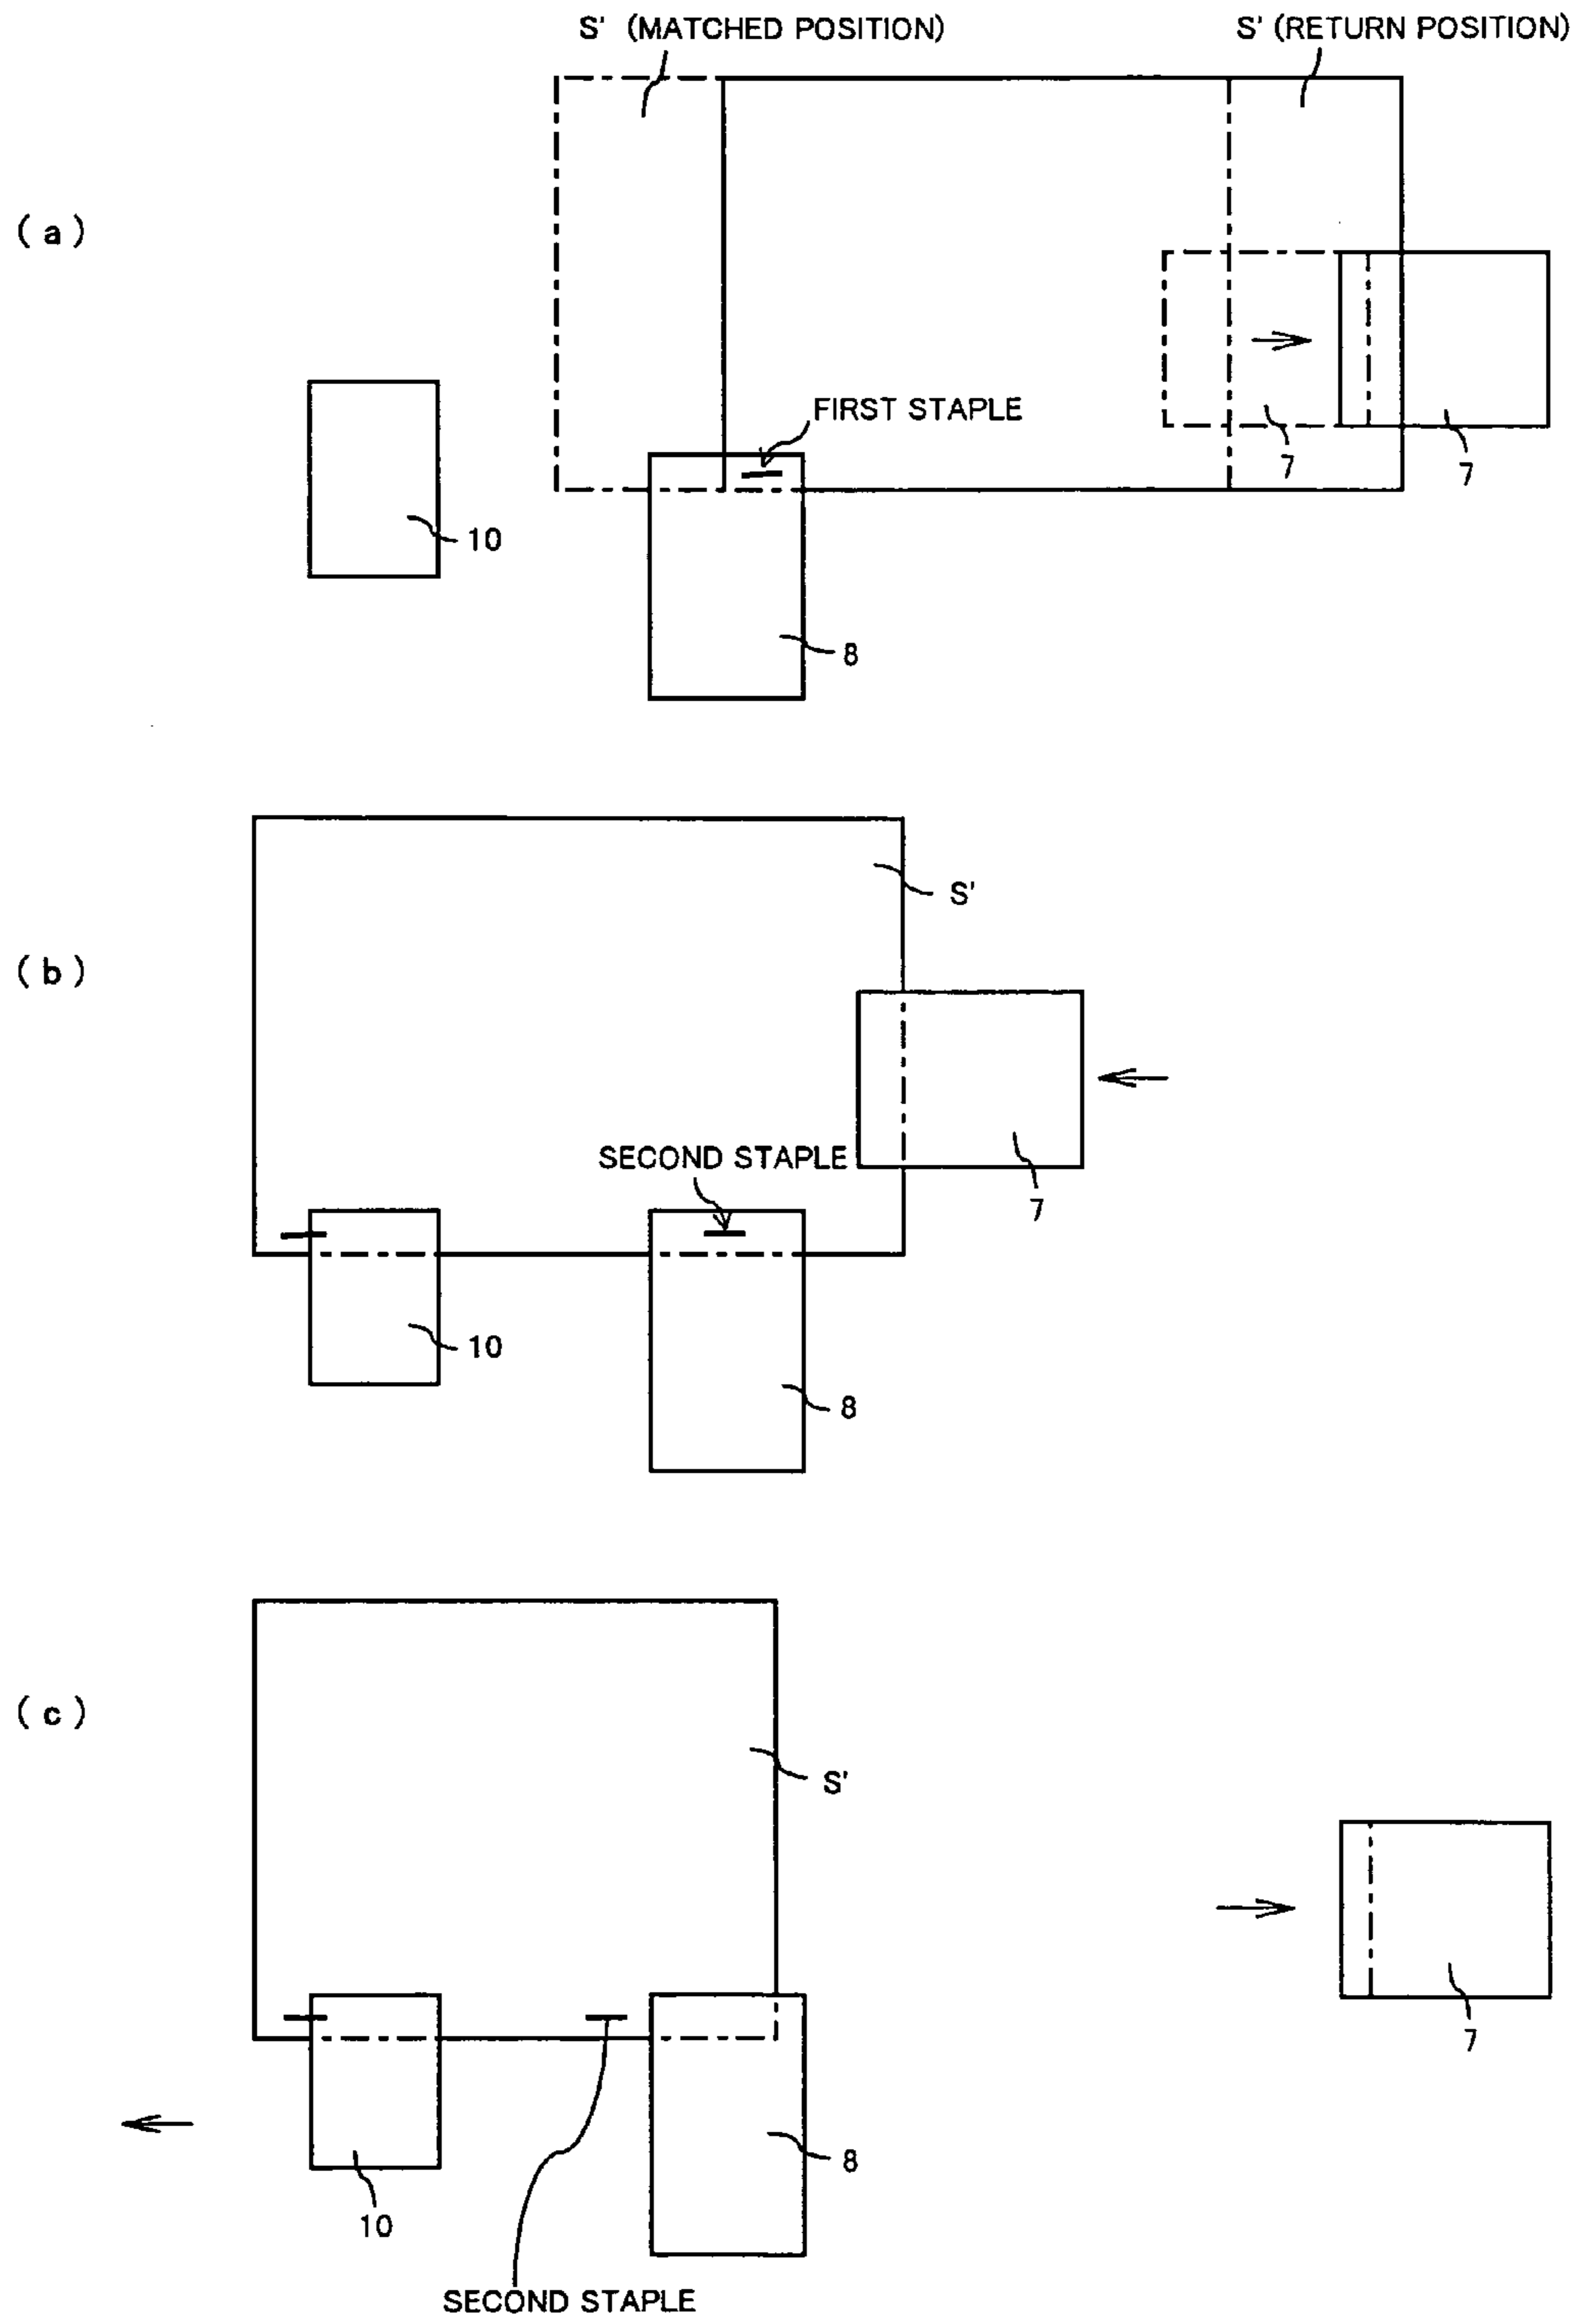 S' (MATCHED POSITION)
S' (RETURN POSITION)
(a)
FIRST STAPLE
7
7
10
8
S'
(b)
SECOND STAPLE
7
10
8
(c)
S'
7
8
10
SECOND STAPLE